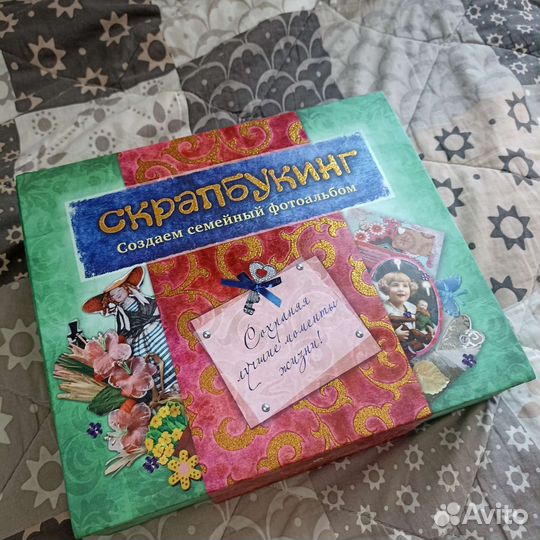 СКРАПБУКИНГ
Создаем семейный фотоальбом
Сохраняя
лучшие моменты
жизни!
Avito